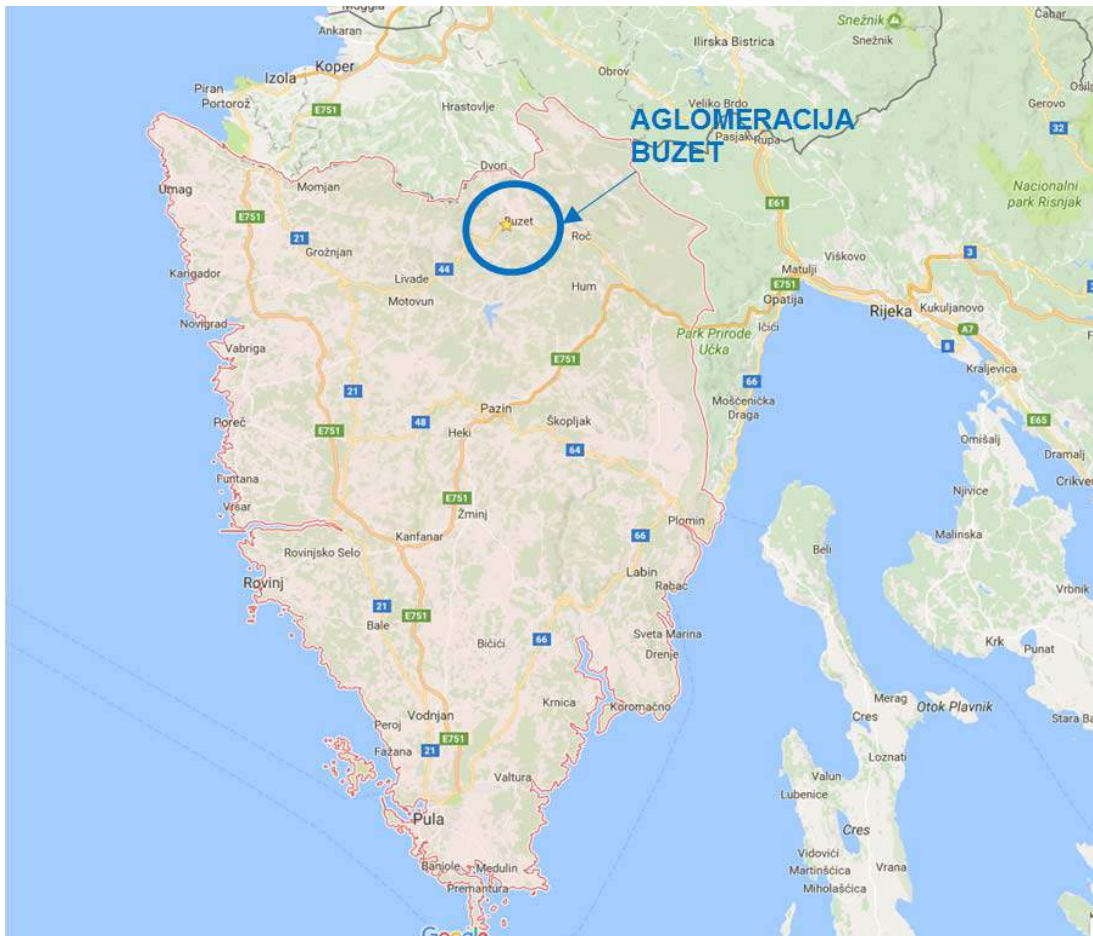 Moggia
Ankaran
Koper
Izola
Piran
Portorož
E751
Hrastovlje
Obrov
Ilirska Bistrica
Snežnik
Snežnik
Čabar
Gerovo
32
Veliko Brdo
Pasjak
Rupa
AGLOMERACIJA
BUZET
Dvori
Umag
Momjan
E751
21
Grožnjan
Buzet
Roč
E61
Nacionalni
park Risnjak
Kangador
Livade
44
Motovun
Hum
Viškovo
Matulji
3
E751
Opatija
Kukuljanovo
Rijeka
Novigrad
Ičići
A7
Park Prirode
Učka
8
Vabriga
E751
Kraljevica
66
21
Mošćenička
Draga
Poreč
Pazin
48
Škopljak
Heki
E751
64
E65
Omišalj
Dramalj
Funtana
Njivice
Vrsar
E751
Žminj
Plomin
Kanfanar
66
Malinska
Rovinjsko Selo
Beli
Labin
Rovinj
Rabac
Vrbnik
21
E751
Bale
Bičići
66
Sveta Marina
Drenje
Krk
Punat
Krnica
Koromačno
Merag
Otok Plavnik
Peroj
Vodnjan
Cres
Stara Ba
Fažana
21
E751
Loznati
Valtura
Valun
Lubenice
Pula
Cres
Banjole
Medulin
Vidovići
Martinšćica
Vrana
Premantura
Miholašćica
Google